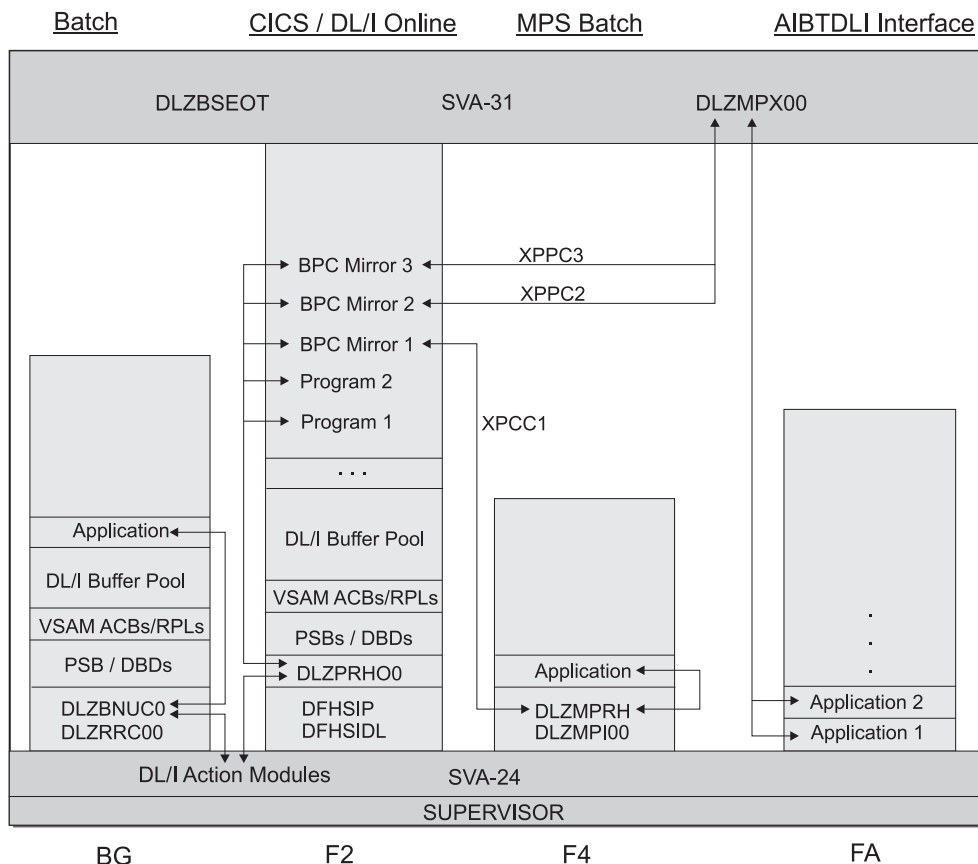 Batch
CICS / DL/I Online
MPS Batch
AIBTDLI Interface
DLZBSEOT
SVA-31
DLZMPX00
BPC Mirror 3
XPPC3
BPC Mirror 2
XPPC2
BPC Mirror 1
Program 2
Program 1
XPCC1
. . .
Application
DL/I Buffer Pool
VSAM ACBs/RPLs
PSB / DBDs
DLZBNUC0
DLZRRC00
DL/I Buffer Pool
VSAM ACBs/RPLs
PSBs / DBDs
DLZPRHO0
DFHSIP
DFHSIDL
Application
DLZMPRH
DLZMPI00
.
.
.
Application 2
Application 1
DL/I Action Modules
SVA-24
SUPERVISOR
BG
F2
F4
FA